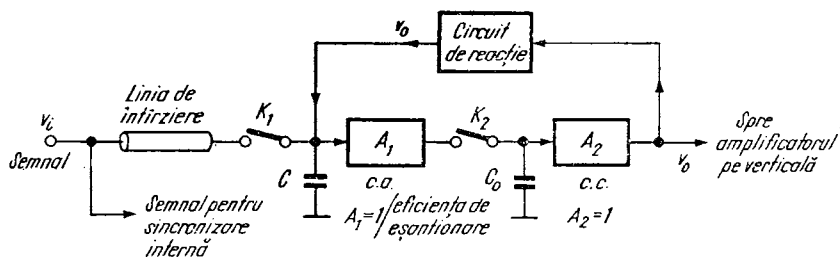 v₀
Circuit
de reacție
Linia de
întîrziere
vᵢ
Semnal
K₁
A₁
K₂
A₂
Spre
amplificatorul
pe verticală
v₀
C
c.a.
C₀
c.c.
A₁=1/eficiența de
eșantionare
A₂=1
Semnal pentru
sincronizare
internă